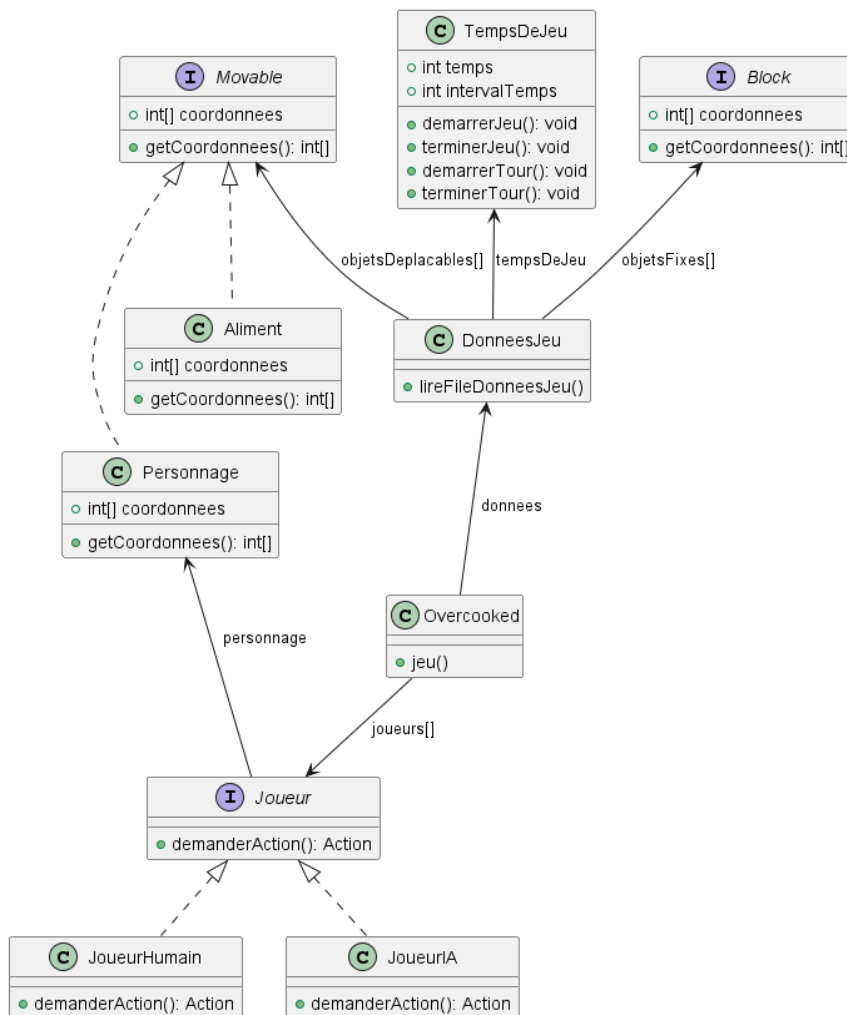 I Movable
int[] coordonnees
getCoordonnees(): int[]
C TempsDeJeu
int temps
int intervalTemps
demarrerJeu(): void
terminerJeu(): void
demarrerTour(): void
terminerTour(): void
I Block
int[] coordonnees
getCoordonnees(): int[]
objetsDeplacables[]
tempsDeJeu
objetsFixes[]
C Aliment
int[] coordonnees
getCoordonnees(): int[]
C DonneesJeu
lireFileDonneesJeu()
C Personnage
int[] coordonnees
getCoordonnees(): int[]
donnees
C Overcooked
jeu()
personnage
joueurs[]
I Joueur
demanderAction(): Action
C JoueurHumain
demanderAction(): Action
C JoueurIA
demanderAction(): Action